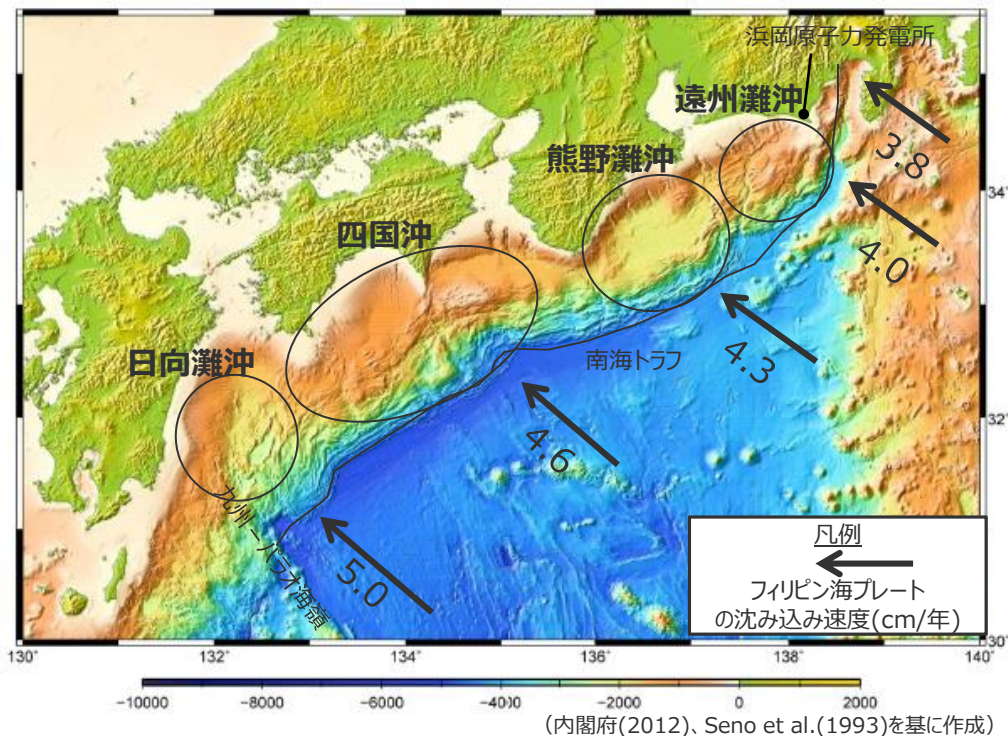 浜岡原子力発電所
遠州灘沖
熊野灘沖
四国沖
日向灘沖
3.8
4.0
4.3
4.6
5.0
南海トラフ
九州－パラオ海嶺
34°
32°
30°
130°
132°
134°
136°
138°
140°
凡例
フィリピン海プレート
の沈み込み速度(cm/年)
-10000
-8000
-6000
-4000
-2000
0
2000
(内閣府(2012)、Seno et al.(1993)を基に作成)